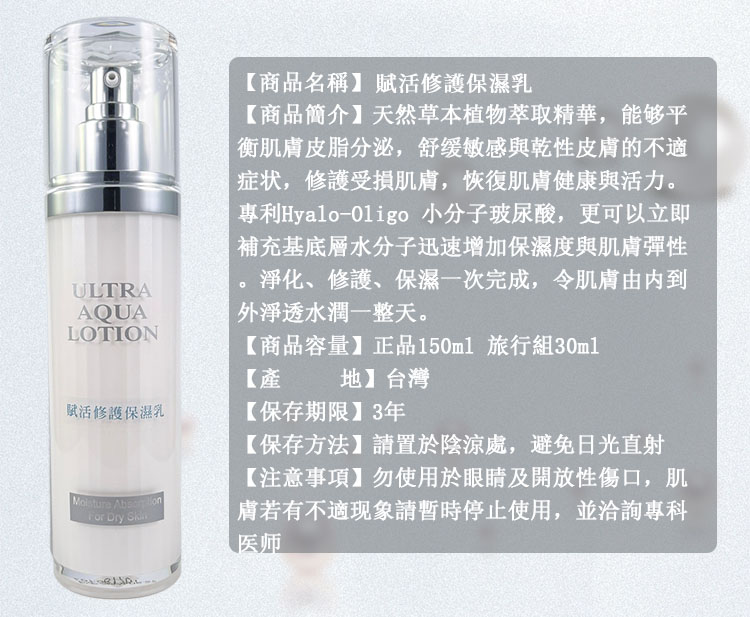 ULTRA
AQUA
LOTION
賦活修護保濕乳
Moisture Absorption
For Dry Skin
【商品名稱】 賦活修護保濕乳
【商品簡介】天然草本植物萃取精華，能够平
衡肌膚皮脂分泌，舒缓敏感與乾性皮膚的不適
症状，修護受損肌膚，恢復肌膚健康與活力。
專利Hyalo-Oligo 小分子玻尿酸，更可以立即
補充基底層水分子迅速增加保濕度與肌膚彈性
。淨化、修護、保濕一次完成，令肌膚由内到
外淨透水潤一整天。
【商品容量】正品150ml 旅行組30ml
【產 地】台灣
【保存期限】3年
【保存方法】請置於陰涼處，避免日光直射
【注意事項】勿使用於眼睛及開放性傷口，肌
膚若有不適现象請暫時停止使用，並洽詢專科
医师